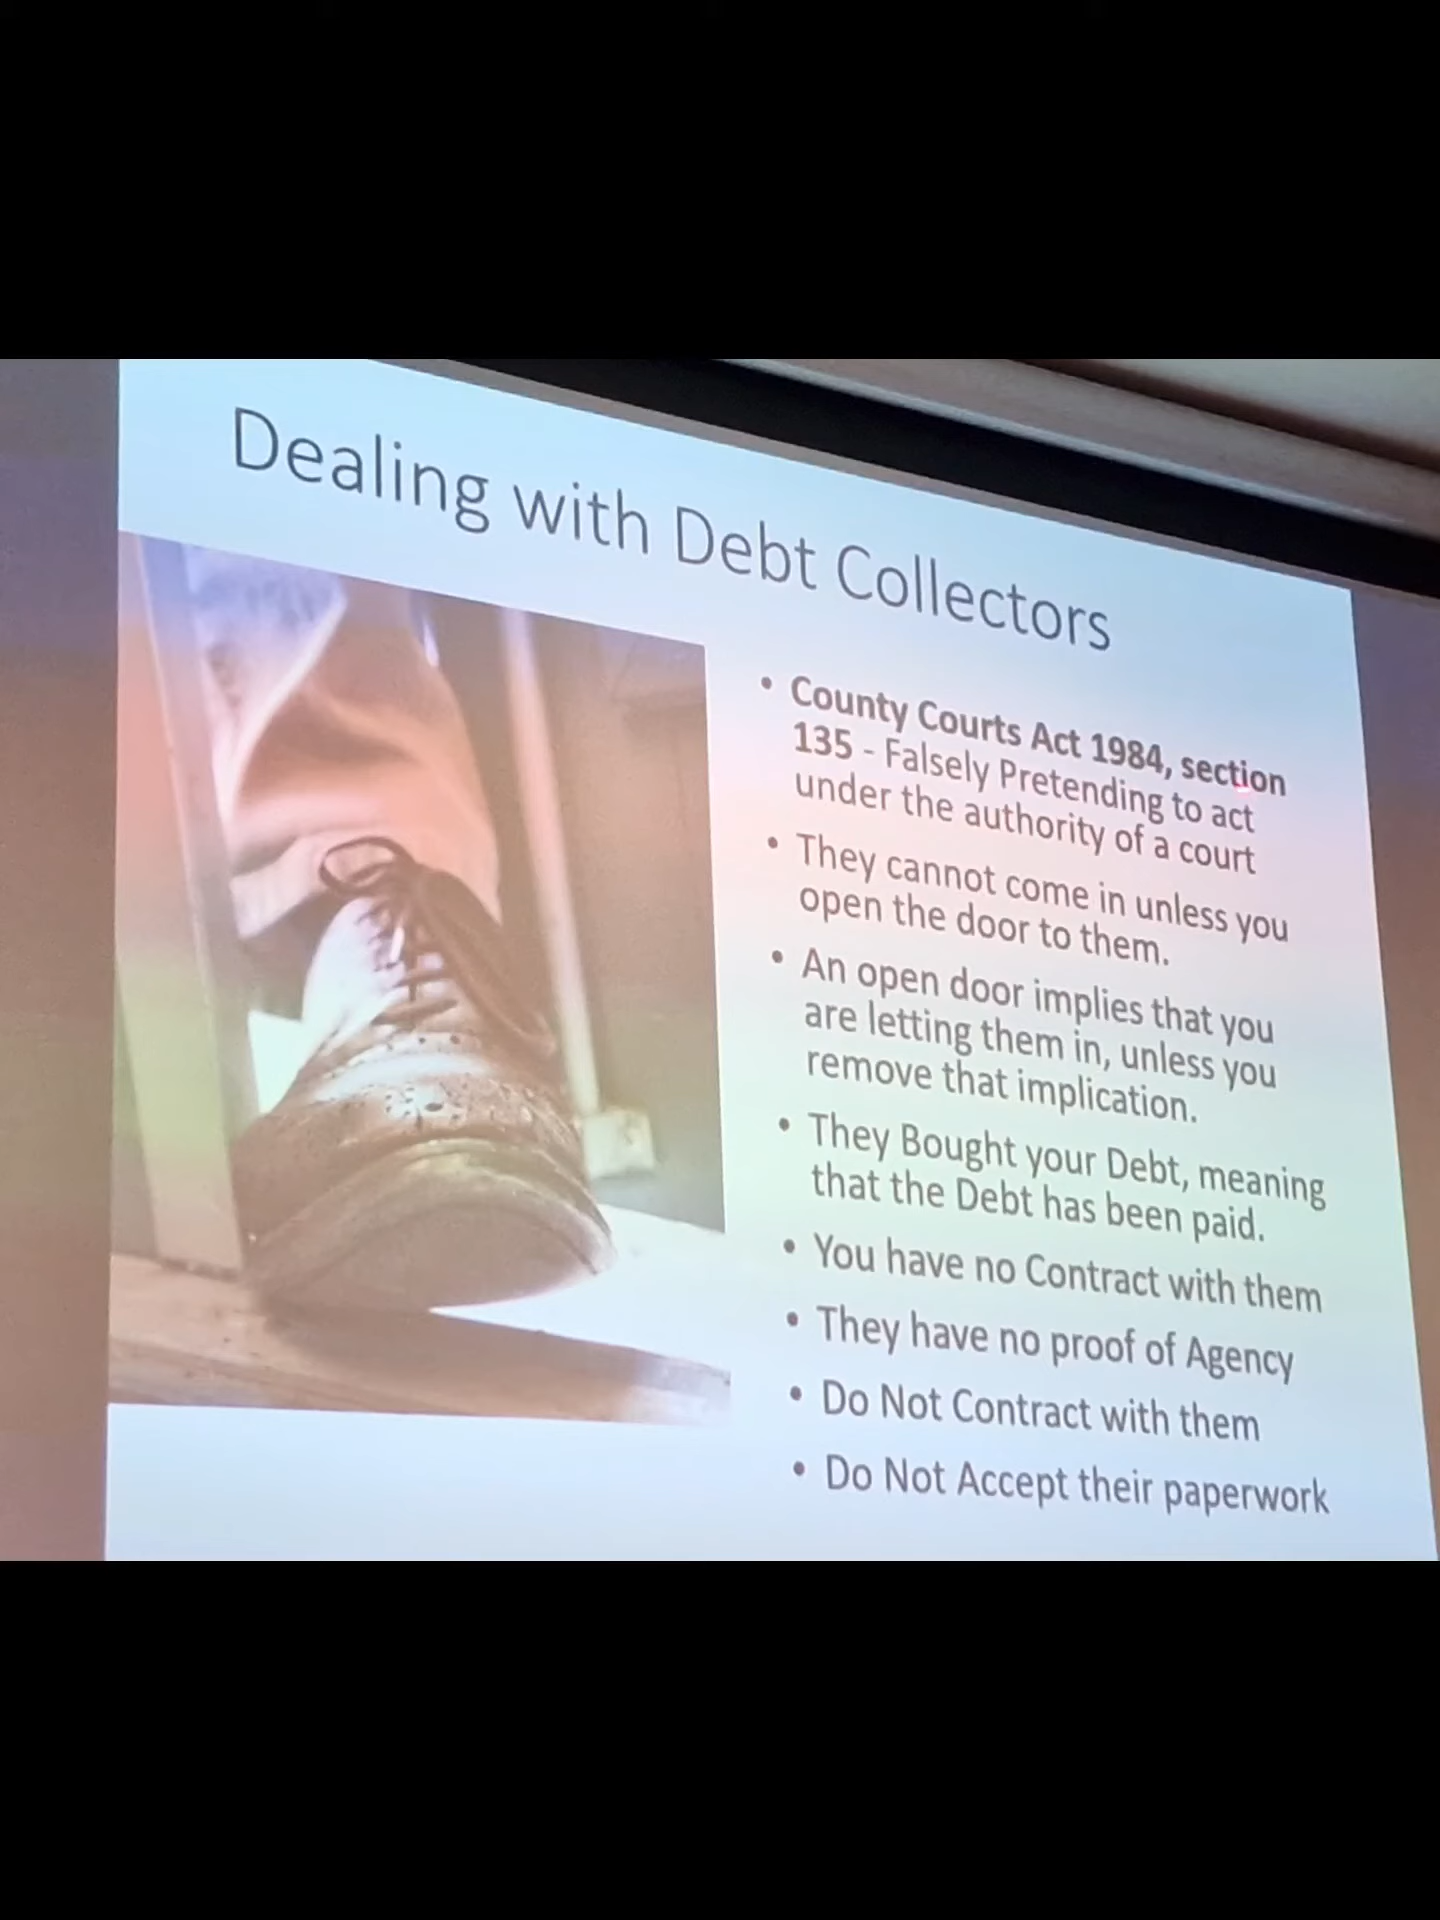 Dealing with Debt Collectors
• County Courts Act 1984, section
135 - Falsely Pretending to act
under the authority of a court
• They cannot come in unless you
open the door to them.
• An open door implies that you
are letting them in, unless you
remove that implication.
• They Bought your Debt, meaning
that the Debt has been paid.
• You have no Contract with them
• They have no proof of Agency
• Do Not Contract with them
• Do Not Accept their paperwork